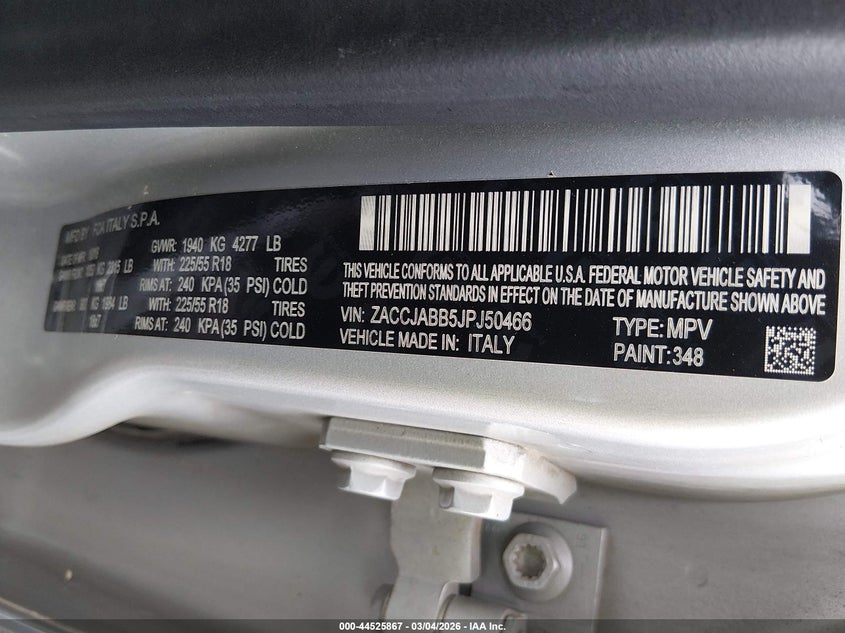 MFD BY FCA ITALY S.P.A.
GVWR: 1940 KG 4277 LB
LB WITH: 225/55 R18 TIRES
RIMS AT: 240 KPA(35 PSI) COLD
KG LB WITH: 225/55 R18 TIRES
RIMS AT: 240 KPA(35 PSI) COLD
THIS VEHICLE CONFORMS TO ALL APPLICABLE U.S.A. FEDERAL MOTOR VEHICLE SAFETY AND
THEFT PREVENTION STANDARDS IN EFFECT ON THE DATE OF MANUFACTURE SHOWN ABOVE
VIN: ZACCJABB5JPJ50466 TYPE: MPV
VEHICLE MADE IN: ITALY PAINT: 348
000-44525867 - 03/04/2026 - IAA Inc.